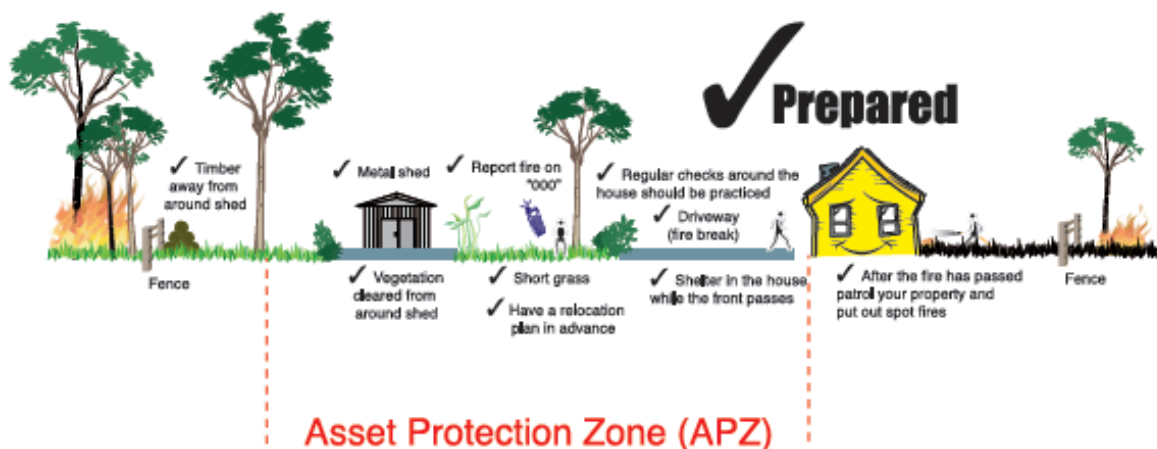 ✓ Prepared
✓ Timber
away from
around shed
✓ Metal shed
✓ Report fire on
"000"
✓ Regular checks around the
house should be practiced
✓ Driveway
(fire break)
Fence
✓ Vegetation
cleared from
around shed
✓ Short grass
✓ Have a relocation
plan in advance
✓ Shelter in the house
while the front passes
✓ After the fire has passed
patrol your property and
put out spot fires
Fence
Asset Protection Zone (APZ)